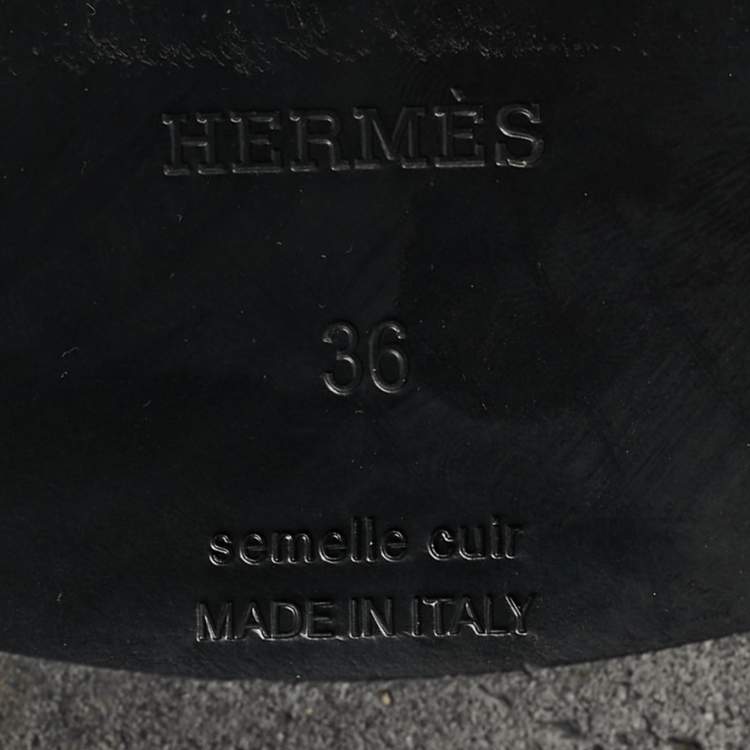 HERMÈS
36
semelle cuir
MADE IN ITALY